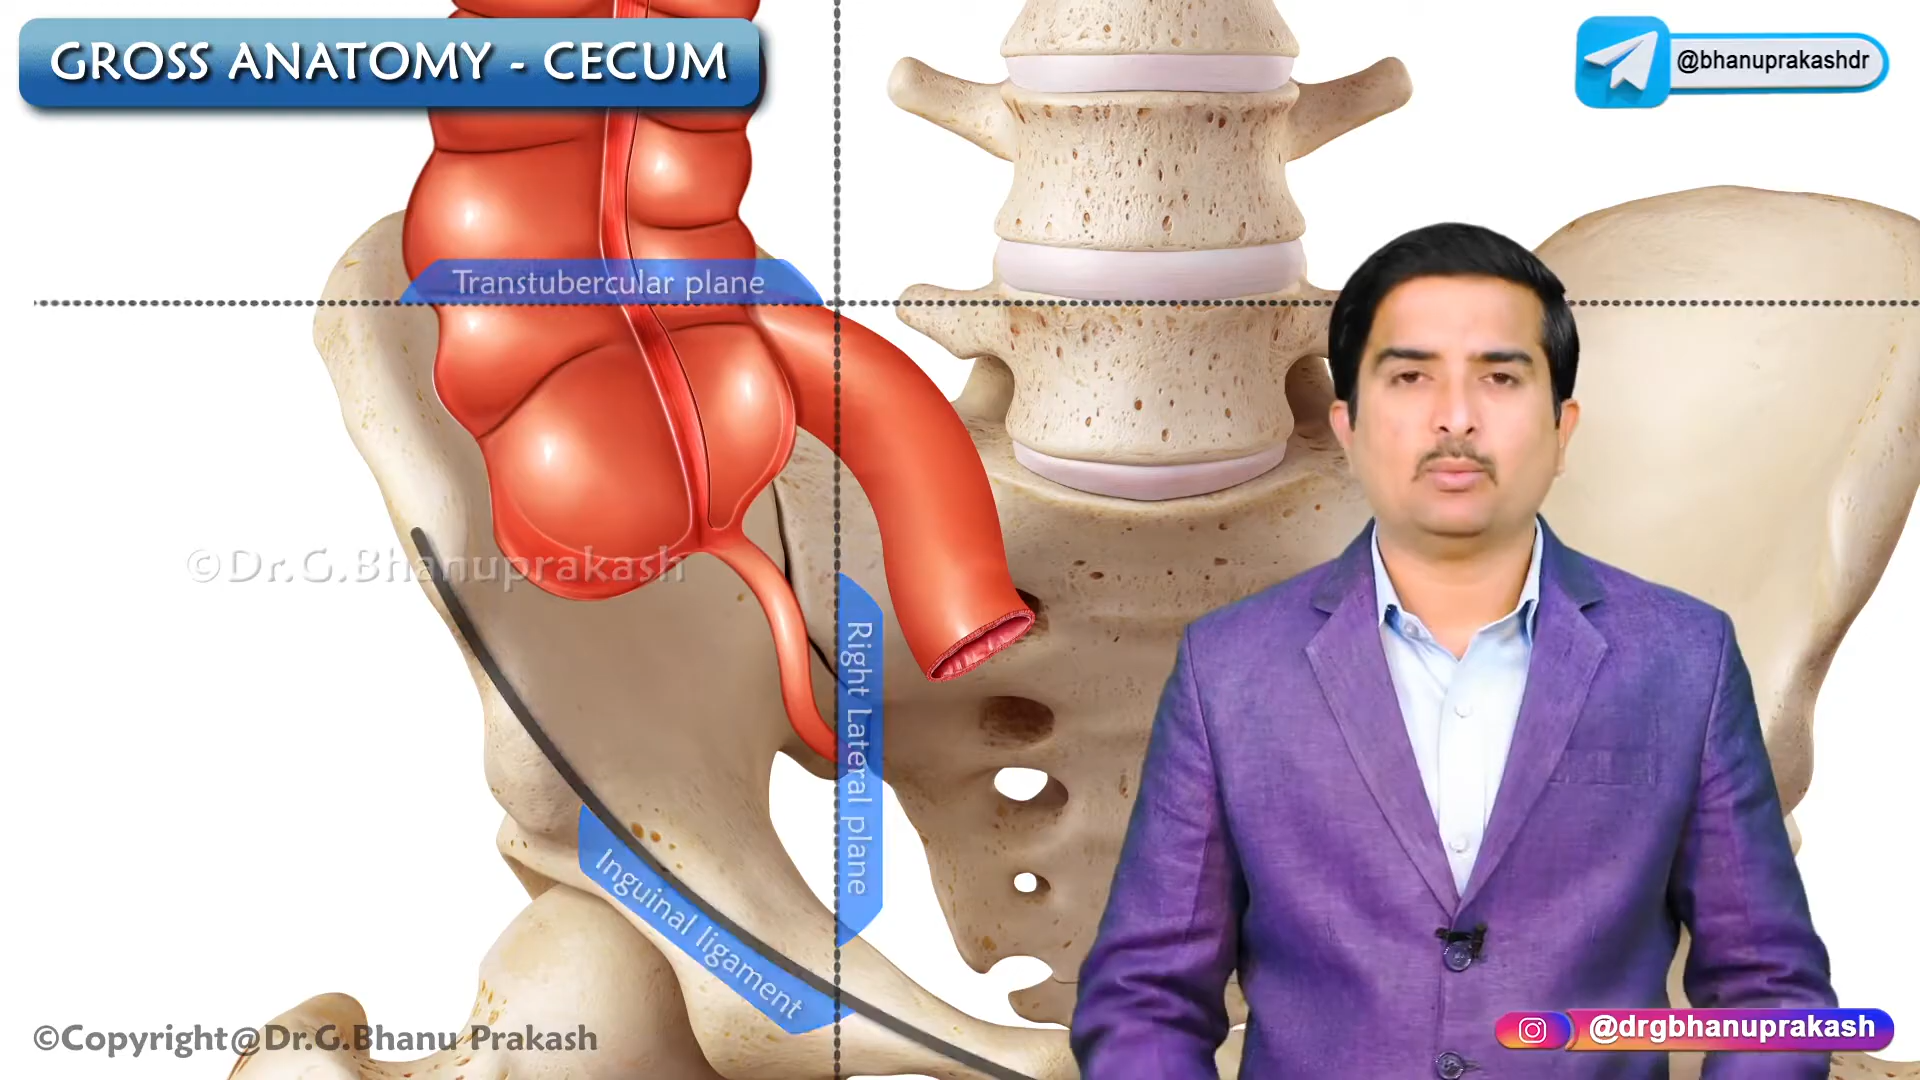 GROSS ANATOMY - CECUM
@bhanuprakashdr
Transtubercular plane
©Dr.G.Bhanuprakash
Right Lateral plane
Inguinal ligament
©Copyright@Dr.G.Bhanu Prakash
@drgbhanuprakash